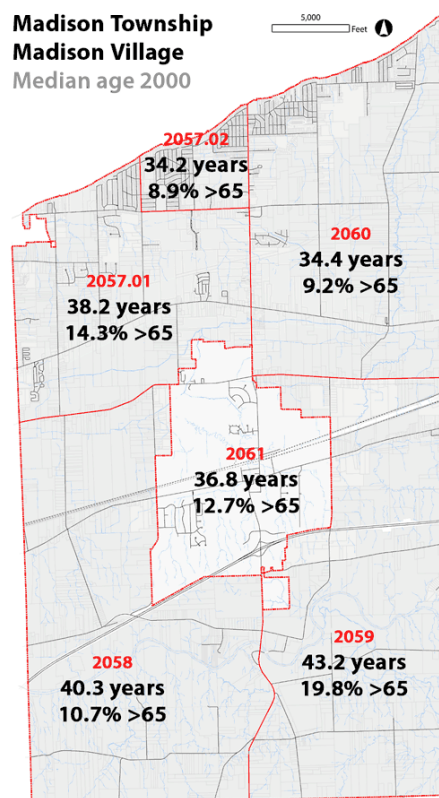 Madison Township
Madison Village
Median age 2000
5,000
Feet
2057.02
34.2 years
8.9% >65
2060
34.4 years
9.2% >65
2057.01
38.2 years
14.3% >65
2061
36.8 years
12.7% >65
2059
43.2 years
19.8% >65
2058
40.3 years
10.7% >65